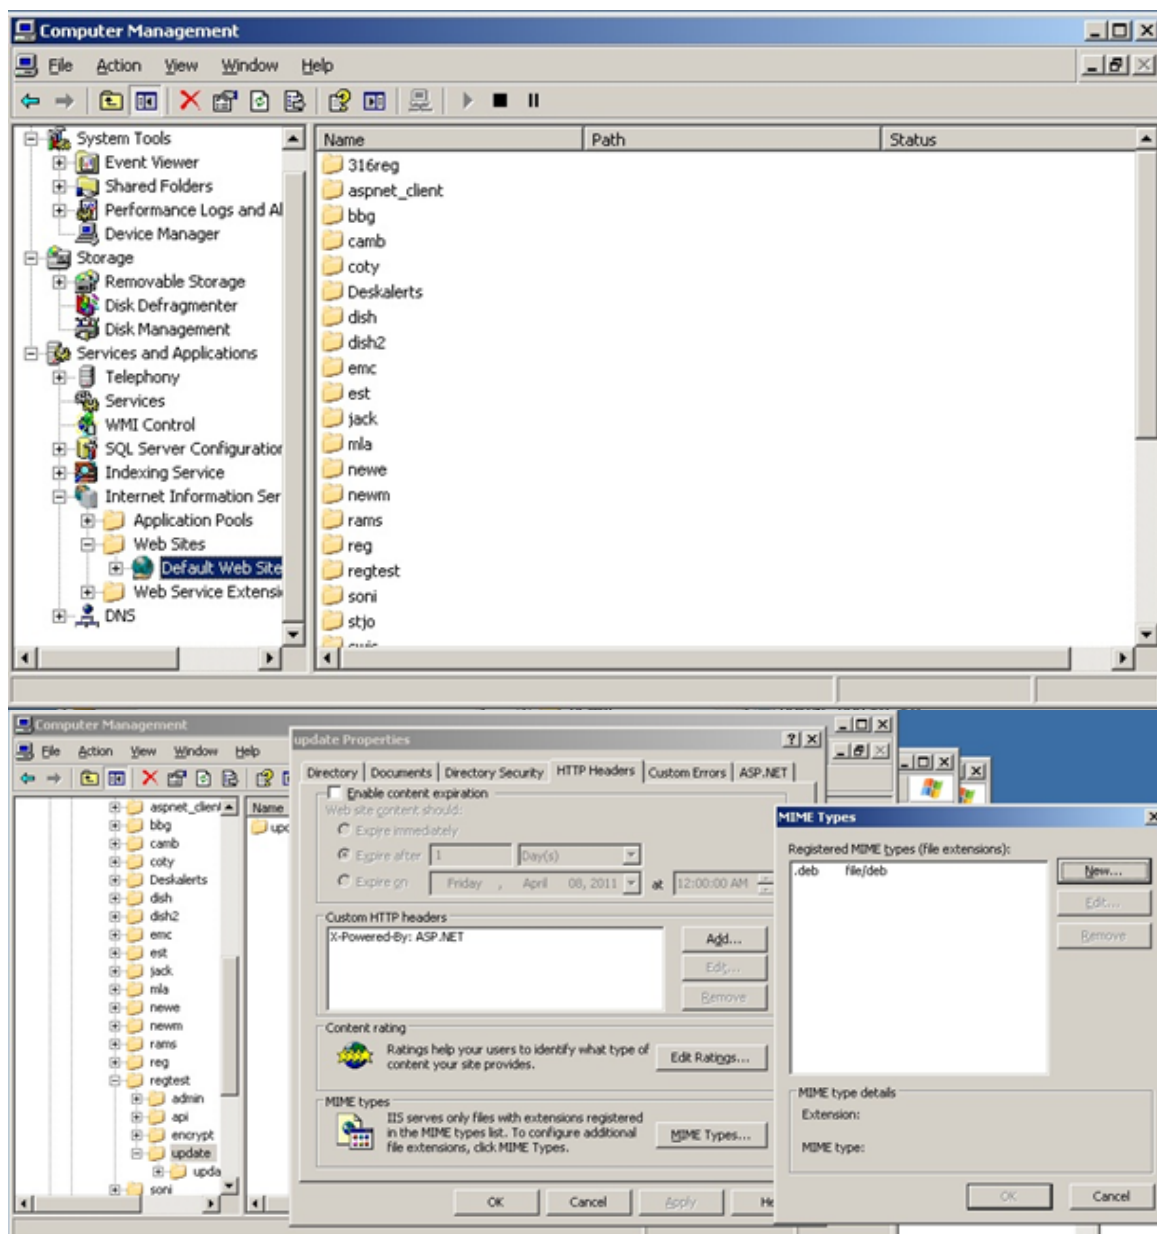 Computer Management
File Action View Window Help
System Tools
Event Viewer
Shared Folders
Performance Logs and Al
Device Manager
Storage
Removable Storage
Disk Defragmenter
Disk Management
Services and Applications
Telephony
Services
WMI Control
SQL Server Configuration
Indexing Service
Internet Information Ser
Application Pools
Web Sites
Default Web Site
Web Service Extensi
DNS
Name Path Status
316reg
aspnet_client
bbg
camb
coty
Deskalerts
dish
dish2
emc
est
jack
mla
newe
newm
rams
reg
regtest
soni
stjo
Computer Management
File Action View Window Help
aspnet_client
bbg
camb
coty
Deskalerts
dish
dish2
emc
est
jack
mla
newe
newm
rams
reg
regtest
admin
api
encrypt
update
upda
soni
Name
upd
update Properties
Directory Documents Directory Security HTTP Headers Custom Errors ASP.NET
Enable content expiration
Web site content should:
Expire immediately
Expire after 1 Day(s)
Expire on Friday , April 08, 2011 at 12:00:00 AM
Custom HTTP headers
X-Powered-By: ASP.NET
Add...
Edit...
Remove
Content rating
Ratings help your users to identify what type of
content your site provides.
Edit Ratings...
MIME types
IIS serves only files with extensions registered
in the MIME types list. To configure additional
file extensions, click MIME Types.
MIME Types...
OK Cancel Apply He
MIME Types
Registered MIME types (file extensions):
.deb file/deb
New...
Edit...
Remove
MIME type details
Extension:
MIME type:
OK Cancel